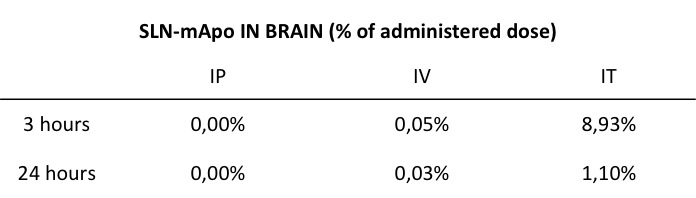 SLN-mApo IN BRAIN (% of administered dose)
IP IV IT
3 hours 0,00% 0,05% 8,93%
24 hours 0,00% 0,03% 1,10%